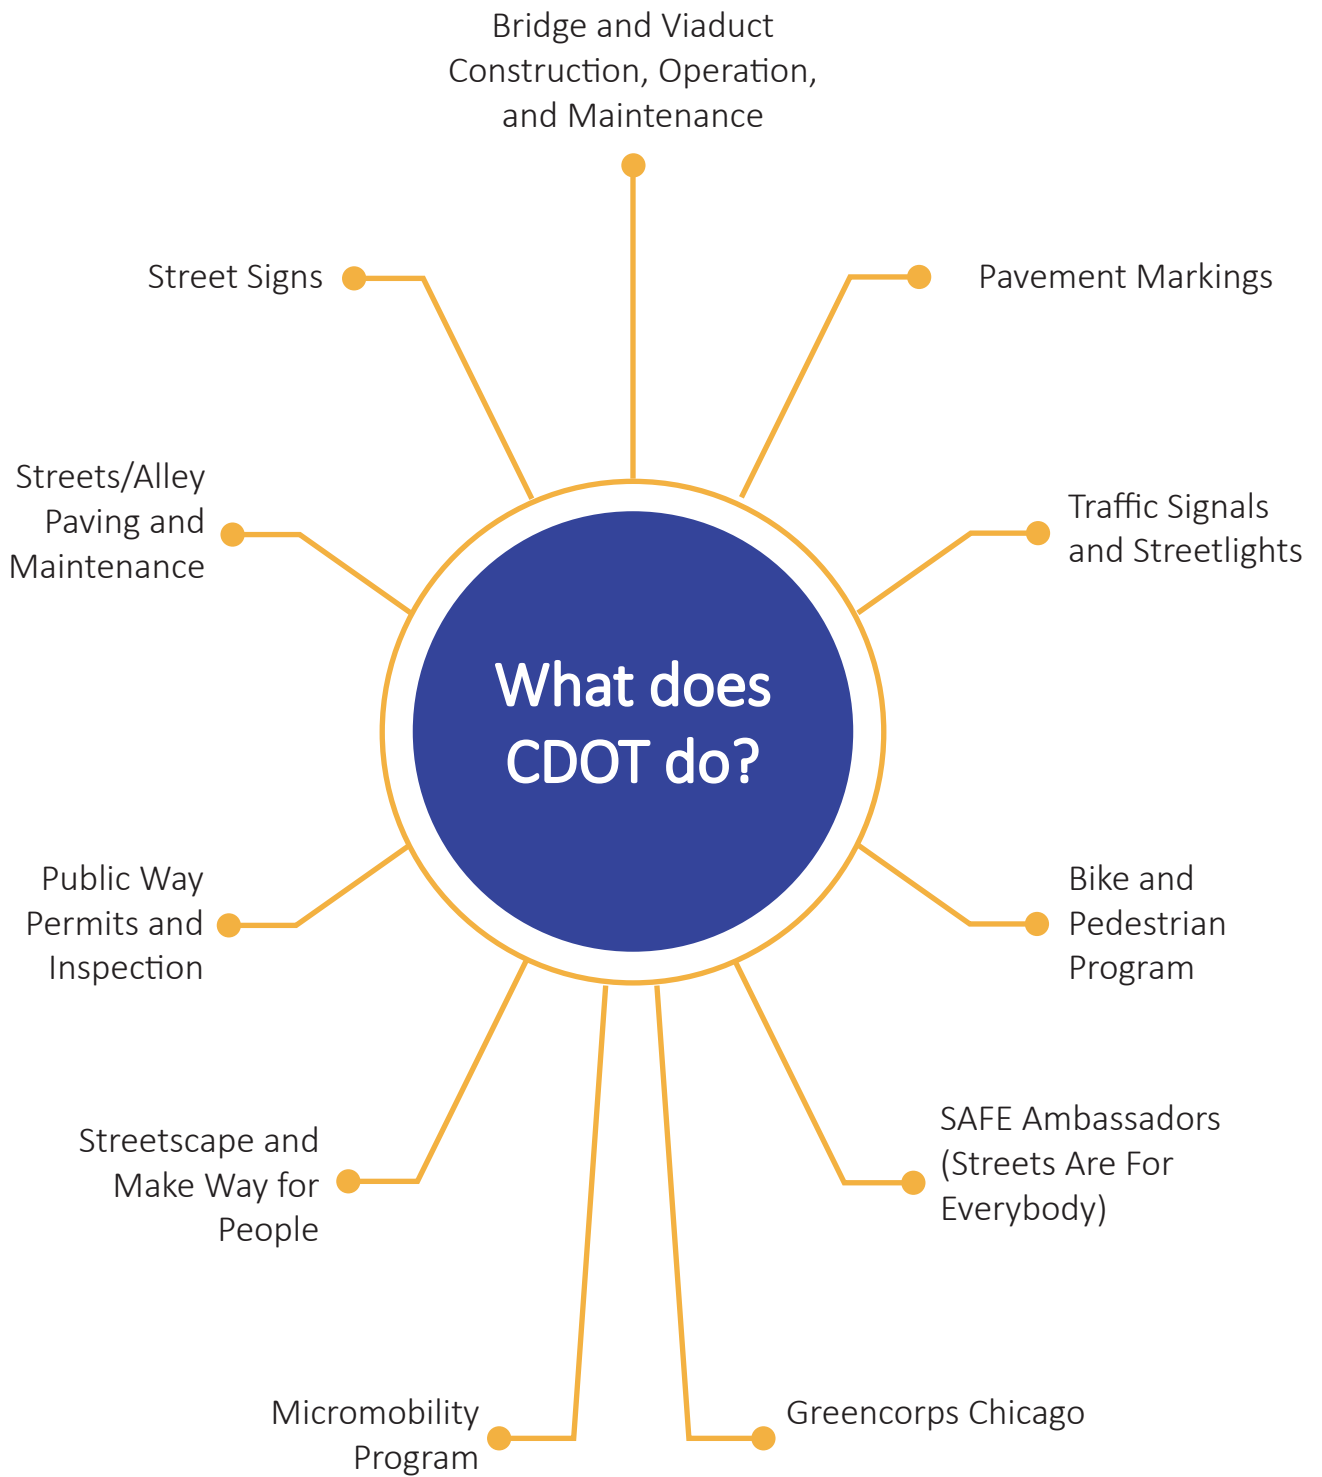 Bridge and Viaduct
Construction, Operation,
and Maintenance
Street Signs
Pavement Markings
Streets/Alley
Paving and
Maintenance
Traffic Signals
and Streetlights
What does
CDOT do?
Public Way
Permits and
Inspection
Bike and
Pedestrian
Program
Streetscape and
Make Way for
People
SAFE Ambassadors
(Streets Are For
Everybody)
Micromobility
Program
Greencorps Chicago